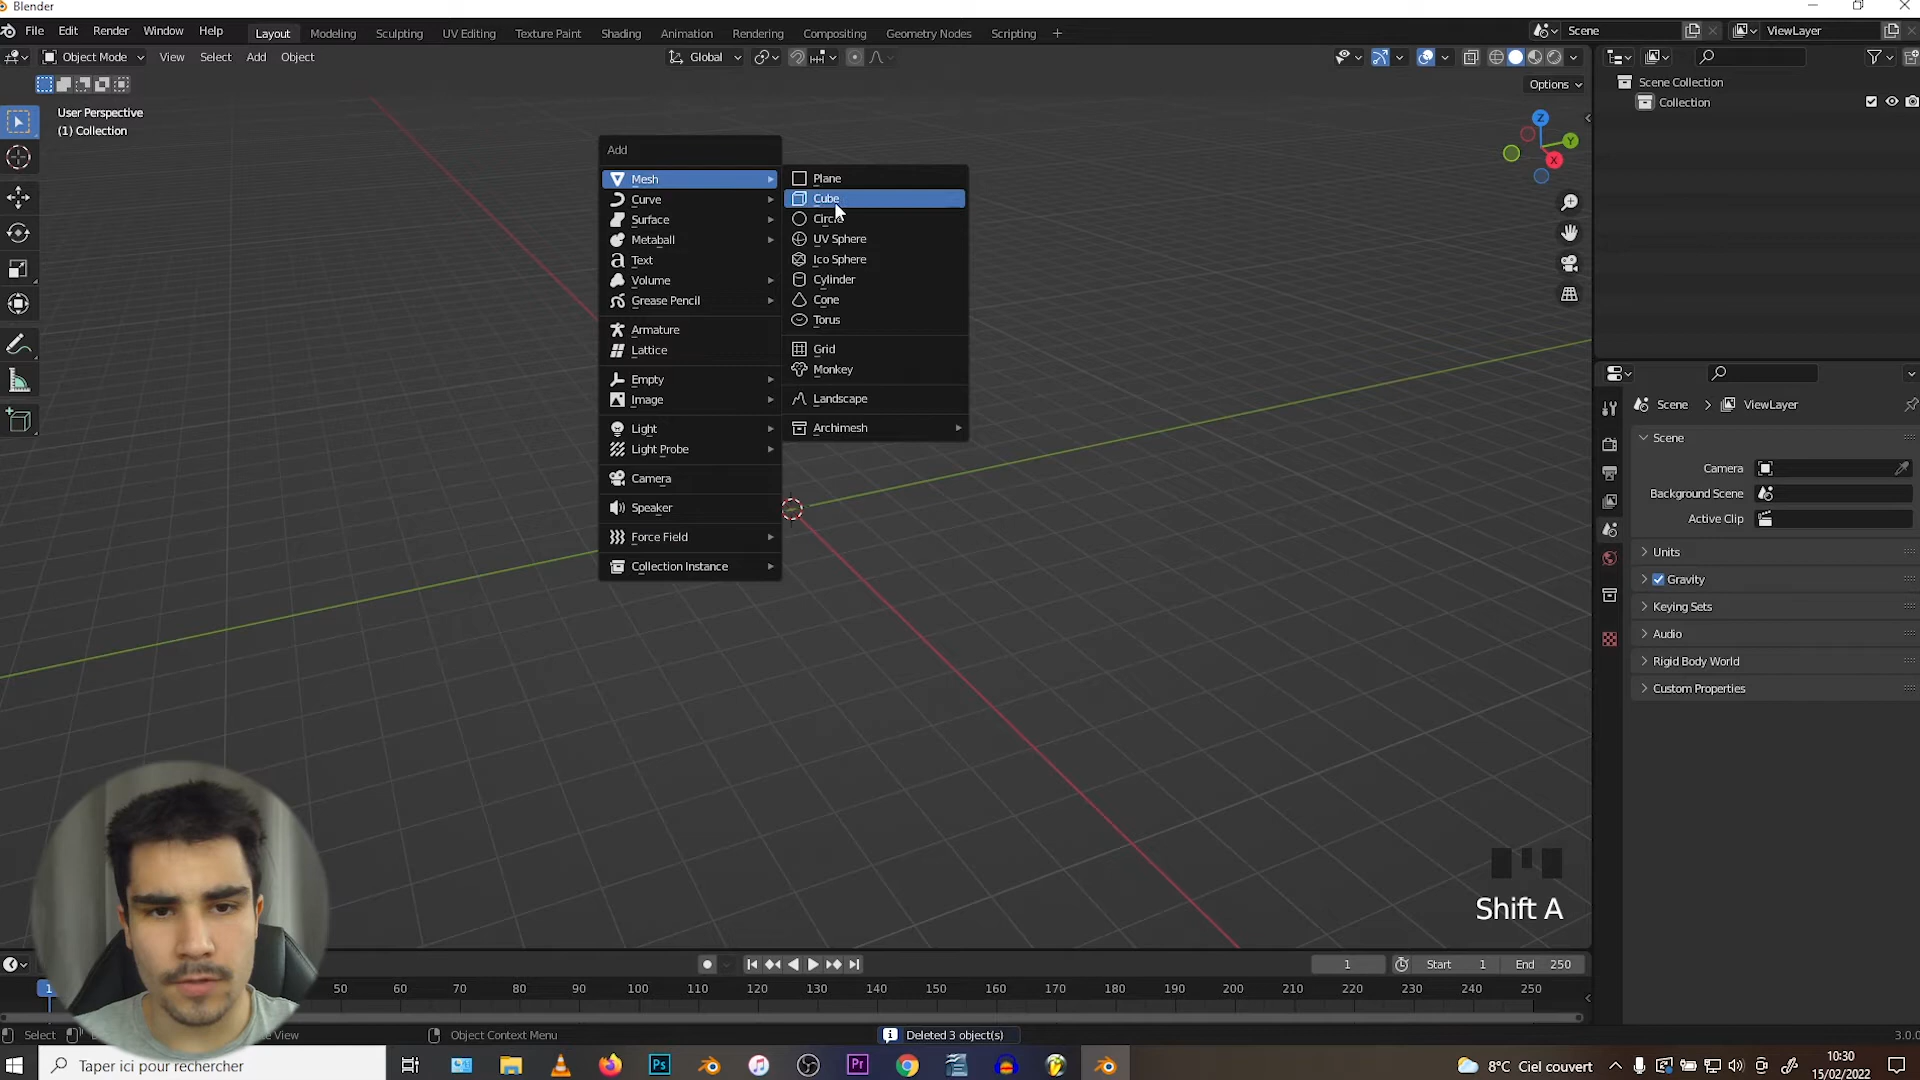 Blender
File Edit Render Window Help Layout Modeling Sculpting UV Editing Texture Paint Shading Animation Rendering Compositing Geometry Nodes Scripting + Scene ViewLayer
Object Mode View Select Add Object Global
Options
User Perspective
(1) Collection
Z
Y
X
Add
Mesh
Curve
Surface
Metaball
Text
Volume
Grease Pencil
Armature
Lattice
Empty
Image
Light
Light Probe
Camera
Speaker
Force Field
Collection Instance
Plane
Cube
Circle
UV Sphere
Ico Sphere
Cylinder
Cone
Torus
Grid
Monkey
Landscape
Archimesh
Scene Collection
Collection
Scene > ViewLayer
Scene
Camera
Background Scene
Active Clip
Units
Gravity
Keying Sets
Audio
Rigid Body World
Custom Properties
Shift A
1 Start 1 End 250
1 50 60 70 80 90 100 110 120 130 140 150 160 170 180 190 200 210 220 230 240 250
Select View Object Context Menu Deleted 3 object(s) 3.0.0
Taper ici pour rechercher Ps Pr 8°C Ciel couvert 10:30
15/02/2022